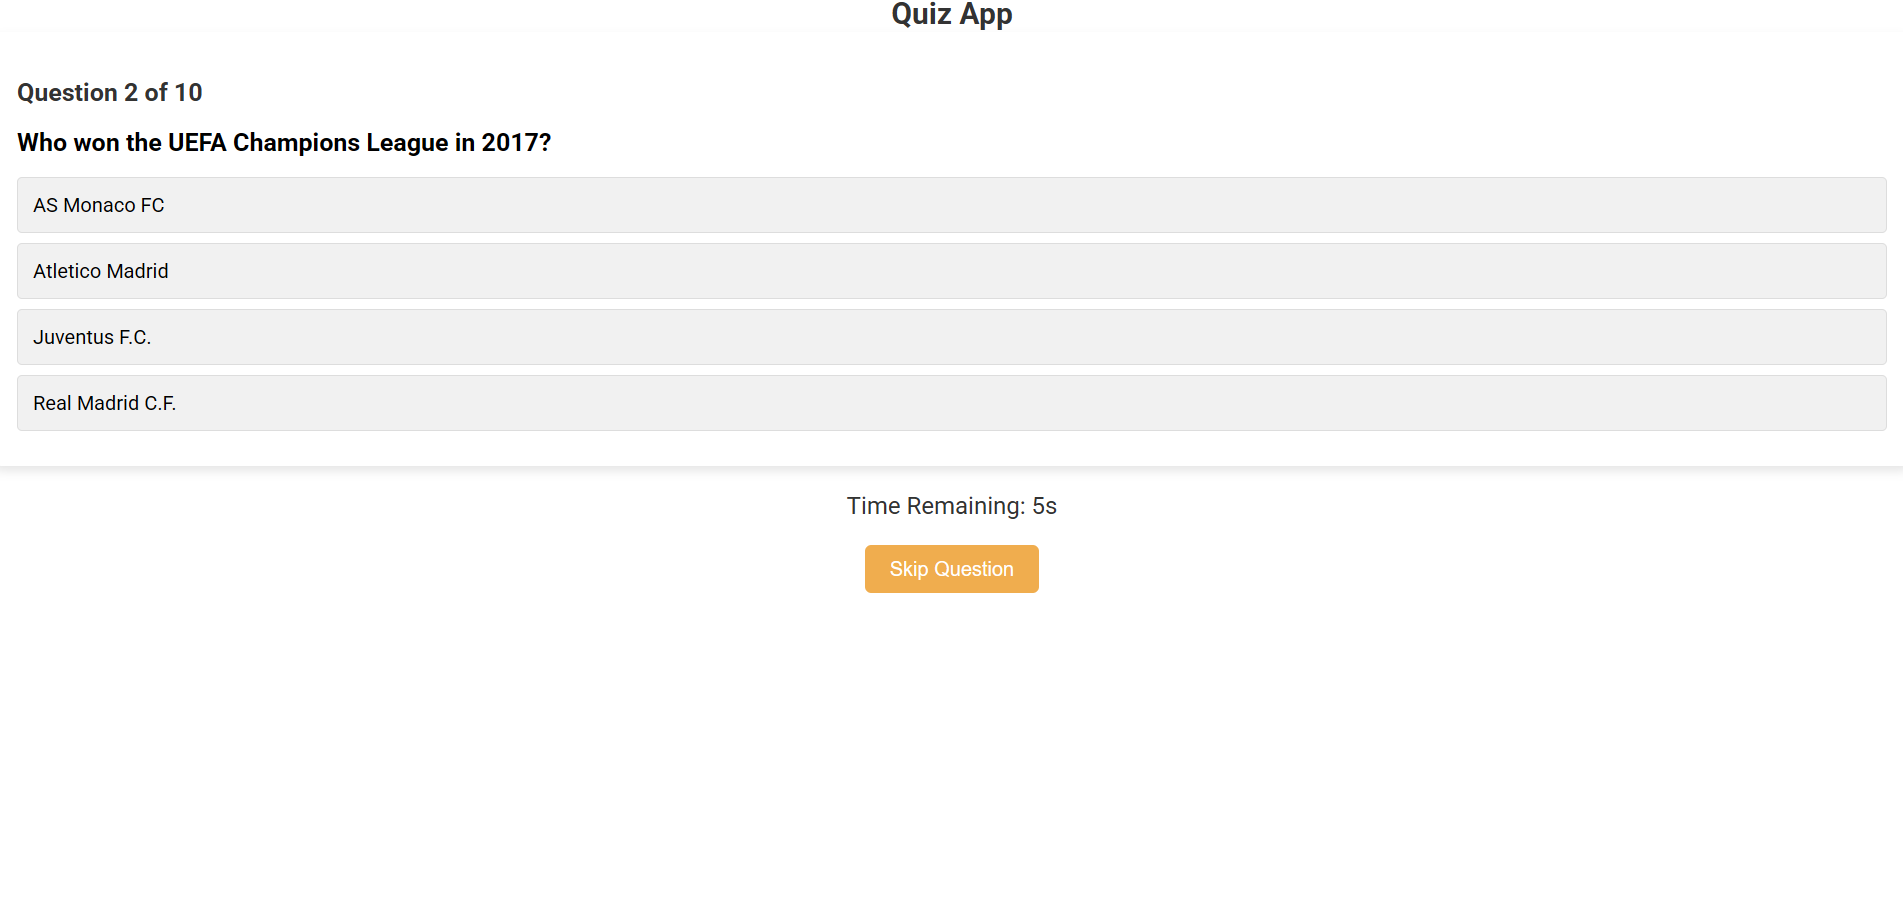 Quiz App
Question 2 of 10
Who won the UEFA Champions League in 2017?
AS Monaco FC
Atletico Madrid
Juventus F.C.
Real Madrid C.F.
Time Remaining: 5s
Skip Question